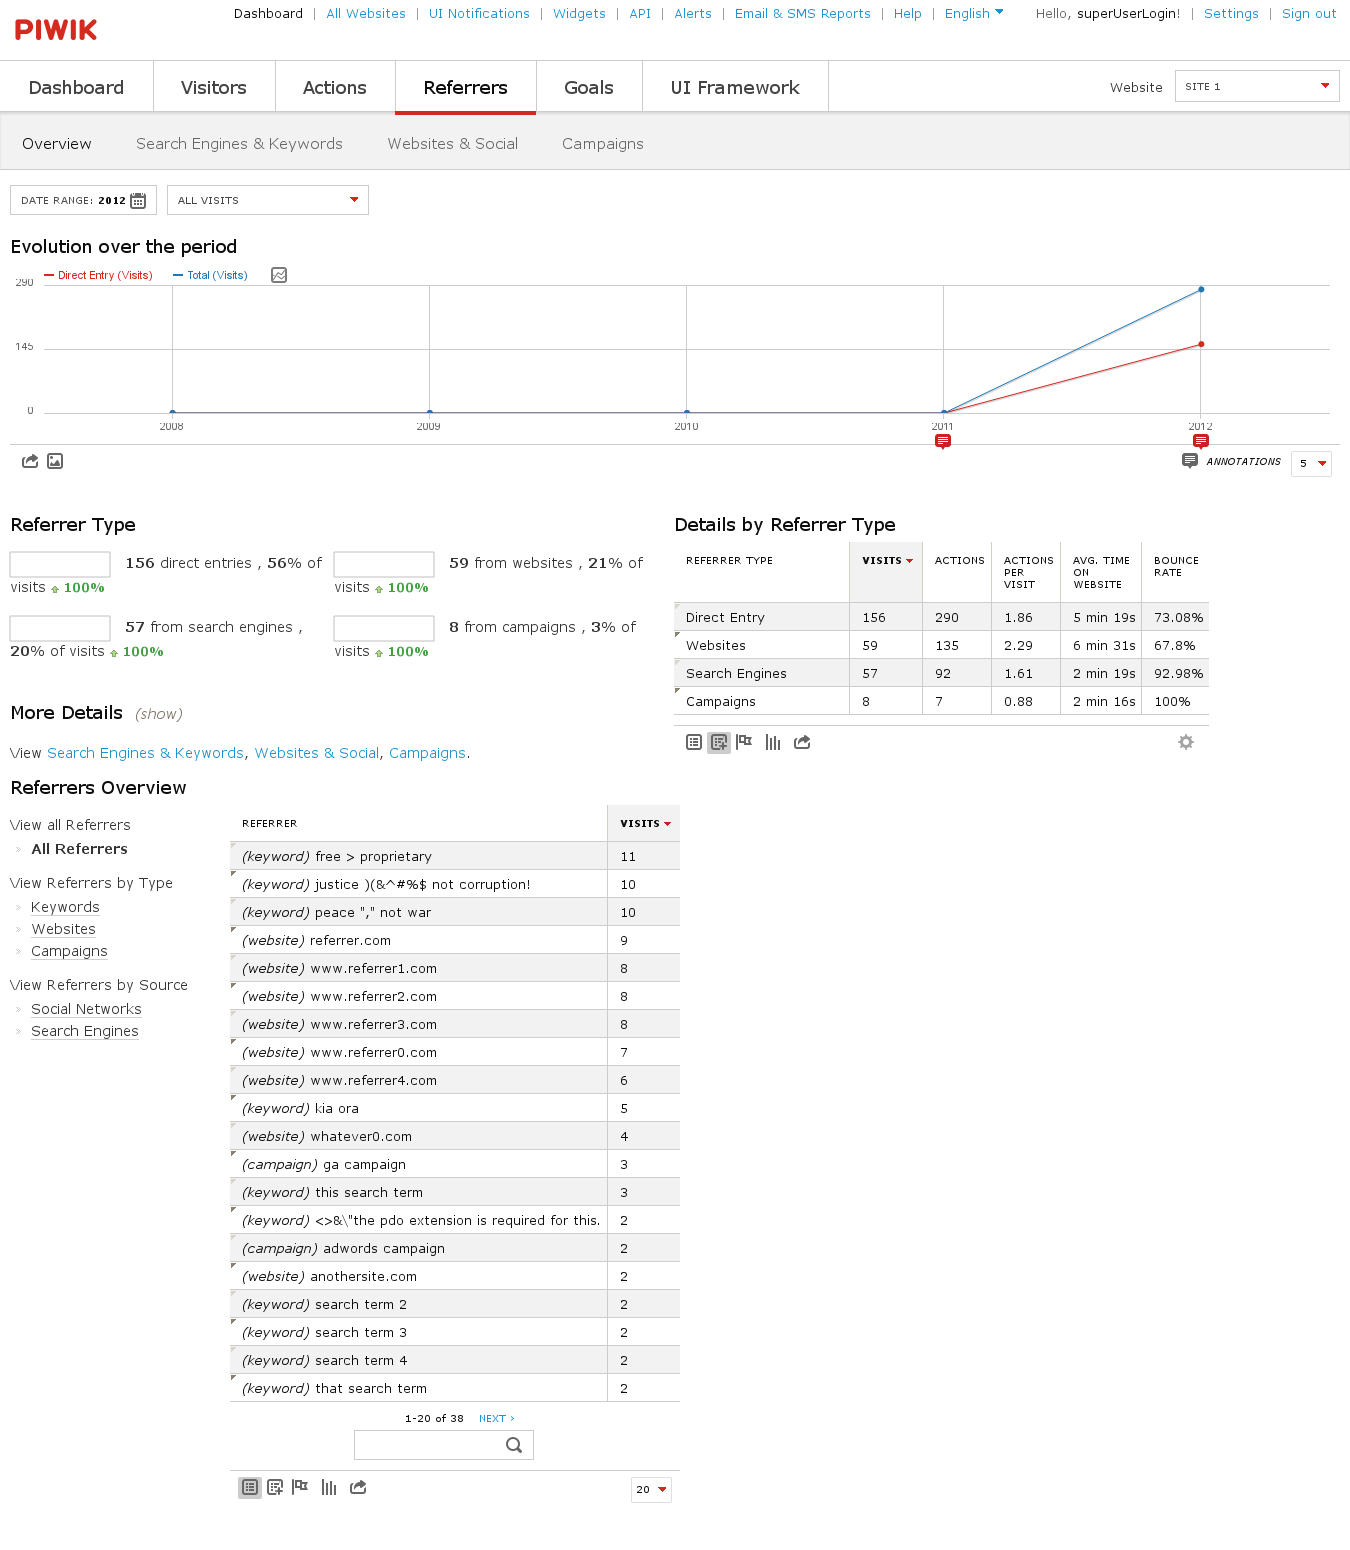 PIWIK
Dashboard | All Websites | UI Notifications | Widgets | API | Alerts | Email & SMS Reports | Help | English
Hello, superUserLogin! | Settings | Sign out
Dashboard Visitors Actions Referrers Goals UI Framework
Website SITE 1
Overview Search Engines & Keywords Websites & Social Campaigns
DATE RANGE: 2012
ALL VISITS
Evolution over the period
Direct Entry (Visits) Total (Visits)
290
145
0
2008 2009 2010 2011 2012
ANNOTATIONS 5
Referrer Type
156 direct entries , 56% of
visits 100%
59 from websites , 21% of
visits 100%
57 from search engines ,
20% of visits 100%
8 from campaigns , 3% of
visits 100%
More Details (show)
View Search Engines & Keywords, Websites & Social, Campaigns.
Details by Referrer Type
REFERRER TYPE VISITS ACTIONS ACTIONS PER VISIT AVG. TIME ON WEBSITE BOUNCE RATE
Direct Entry 156 290 1.86 5 min 19s 73.08%
Websites 59 135 2.29 6 min 31s 67.8%
Search Engines 57 92 1.61 2 min 19s 92.98%
Campaigns 8 7 0.88 2 min 16s 100%
Referrers Overview
View all Referrers
All Referrers
View Referrers by Type
Keywords
Websites
Campaigns
View Referrers by Source
Social Networks
Search Engines
REFERRER VISITS
(keyword) free > proprietary 11
(keyword) justice )(&^#%$ not corruption! 10
(keyword) peace "," not war 10
(website) referrer.com 9
(website) www.referrer1.com 8
(website) www.referrer2.com 8
(website) www.referrer3.com 8
(website) www.referrer0.com 7
(website) www.referrer4.com 6
(keyword) kia ora 5
(website) whatever0.com 4
(campaign) ga campaign 3
(keyword) this search term 3
(keyword) <>&\"the pdo extension is required for this. 2
(campaign) adwords campaign 2
(website) anothersite.com 2
(keyword) search term 2 2
(keyword) search term 3 2
(keyword) search term 4 2
(keyword) that search term 2
1-20 of 38 NEXT ›
20